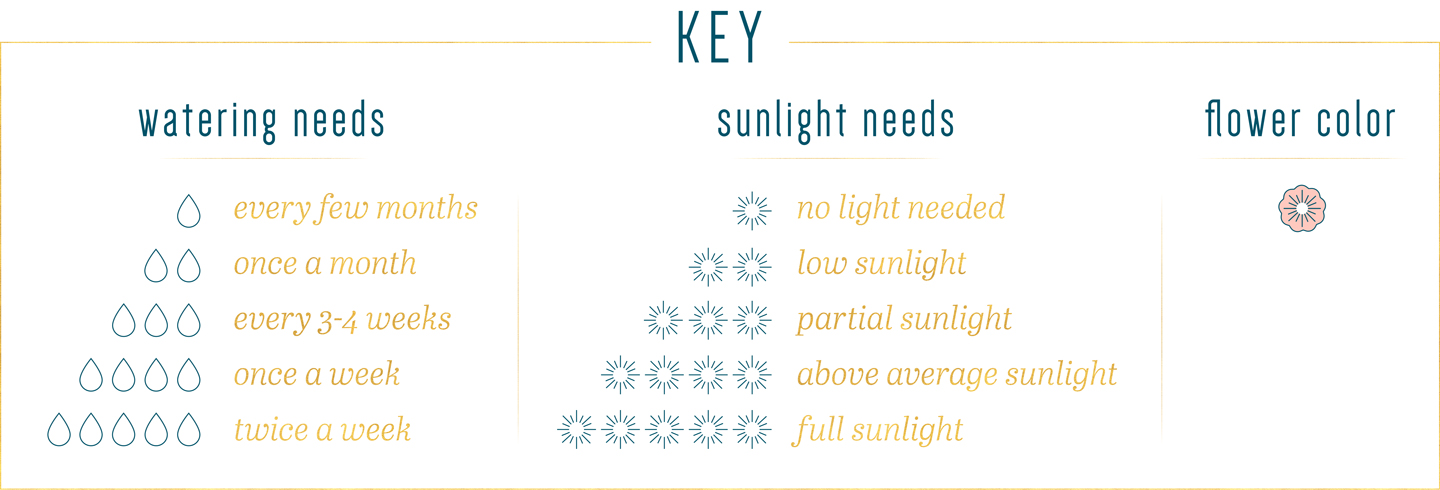 KEY
watering needs
every few months
once a month
every 3-4 weeks
once a week
twice a week
sunlight needs
no light needed
low sunlight
partial sunlight
above average sunlight
full sunlight
flower color